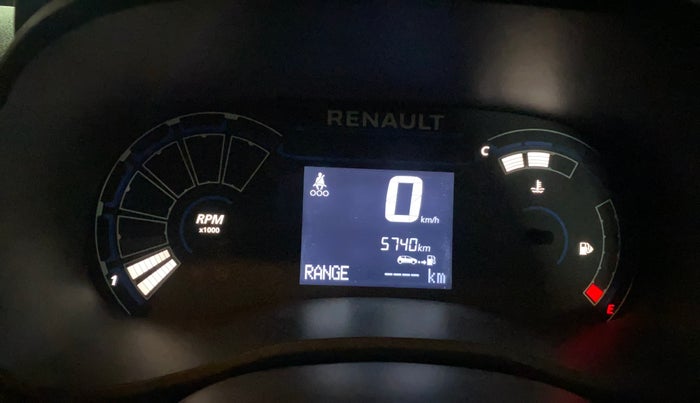 RENAULT
C
RPM
x1000
0 km/h
5740km
RANGE ---- km
1
E